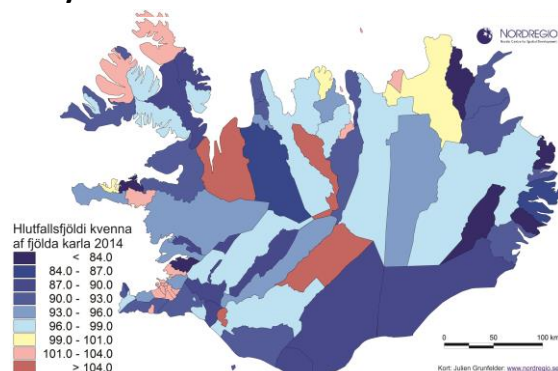 NORDREGIO
Nordic Centre for Spatial Development
Hlutfallsfjöldi kvenna
af fjölda karla 2014
< 84.0
84.0 - 87.0
87.0 - 90.0
90.0 - 93.0
93.0 - 96.0
96.0 - 99.0
99.0 - 101.0
101.0 - 104.0
> 104.0
0 50 100 km
Kort: Julien Grunfelder: www.nordregio.se